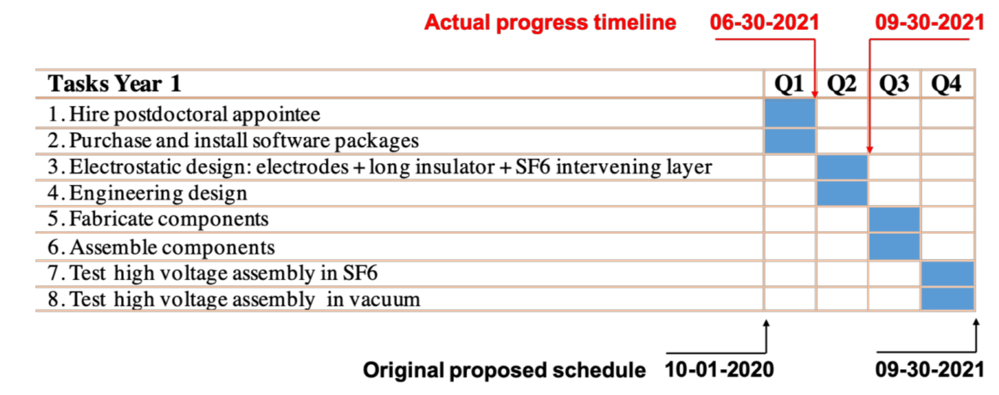 Actual progress timeline 06-30-2021 09-30-2021
Tasks Year 1 Q1 Q2 Q3 Q4
1. Hire postdoctoral appointee
2. Purchase and install software packages
3. Electrostatic design: electrodes + long insulator + SF6 intervening layer
4. Engineering design
5. Fabricate components
6. Assemble components
7. Test high voltage assembly in SF6
8. Test high voltage assembly in vacuum
Original proposed schedule 10-01-2020 09-30-2021